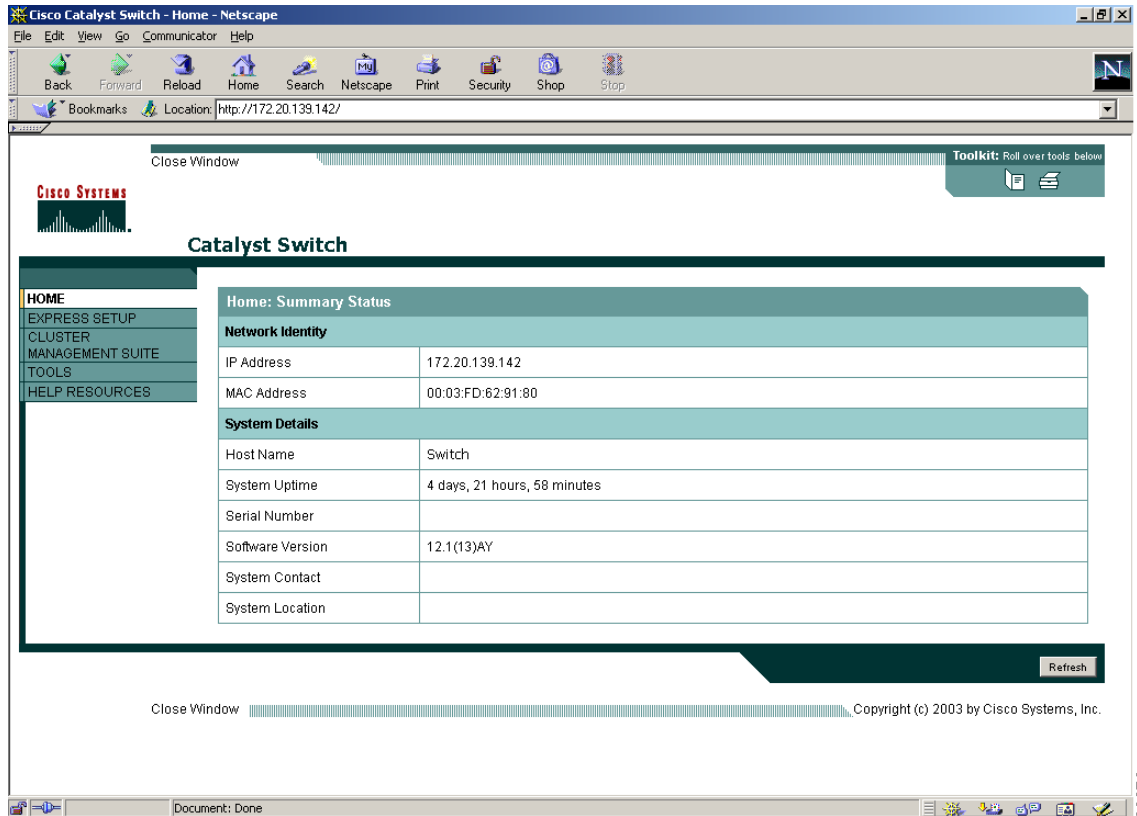 Cisco Catalyst Switch - Home - Netscape
File Edit View Go Communicator Help
Back Forward Reload Home Search Netscape Print Security Shop Stop
My
N
Bookmarks Location: http://172.20.139.142/
Close Window
Toolkit: Roll over tools below
CISCO SYSTEMS
Catalyst Switch
HOME
EXPRESS SETUP
CLUSTER
MANAGEMENT SUITE
TOOLS
HELP RESOURCES
Home: Summary Status
Network Identity
IP Address 172.20.139.142
MAC Address 00:03:FD:62:91:80
System Details
Host Name Switch
System Uptime 4 days, 21 hours, 58 minutes
Serial Number
Software Version 12.1(13)AY
System Contact
System Location
Refresh
Close Window
Copyright (c) 2003 by Cisco Systems, Inc.
Document: Done